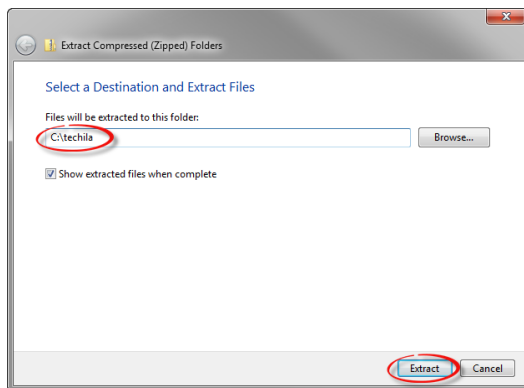 Extract Compressed (Zipped) Folders
Select a Destination and Extract Files
Files will be extracted to this folder:
C:\techila
Browse...
Show extracted files when complete
Extract
Cancel